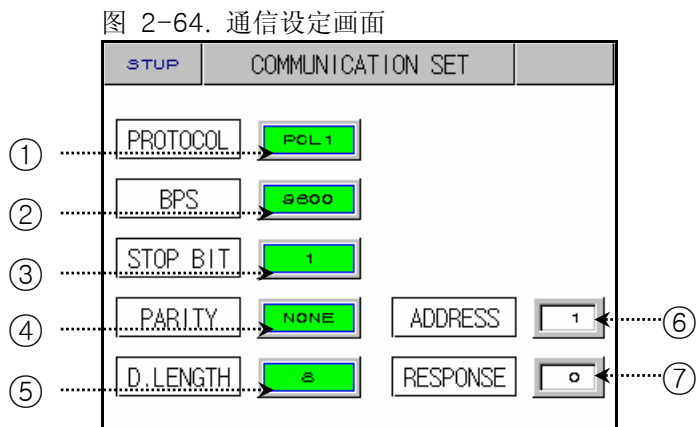 图 2-64. 通信设定画面
STUP COMMUNICATION SET
① PROTOCOL PCL1
② BPS 9600
③ STOP BIT 1
④ PARITY NONE ADDRESS 1 ⑥
⑤ D.LENGTH 8 RESPONSE 0 ⑦